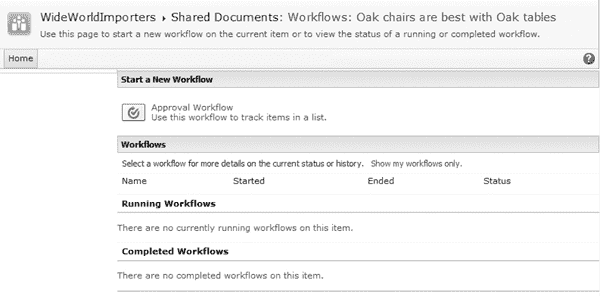 WideWorldImporters ▸ Shared Documents: Workflows: Oak chairs are best with Oak tables
Use this page to start a new workflow on the current item or to view the status of a running or completed workflow.
Home
Start a New Workflow
Approval Workflow
Use this workflow to track items in a list.
Workflows
Select a workflow for more details on the current status or history. Show my workflows only.
Name Started Ended Status
Running Workflows
There are no currently running workflows on this item.
Completed Workflows
There are no completed workflows on this item.